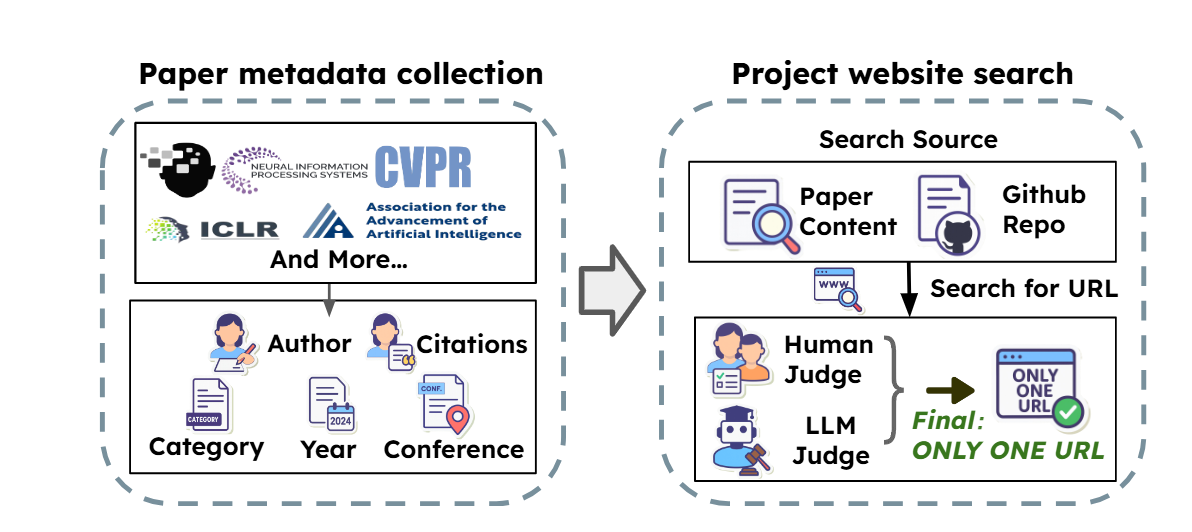 Paper metadata collection
NEURAL INFORMATION
PROCESSING SYSTEMS
CVPR
ICLR
Association for the
Advancement of
Artificial Intelligence
And More...
Author
Citations
CATEGORY
2024
CONF.
Category
Year
Conference
Project website search
Search Source
Paper
Content
Github
Repo
WWW
Search for URL
Human
Judge
LLM
Judge
ONLY
ONE
URL
Final:
ONLY ONE URL